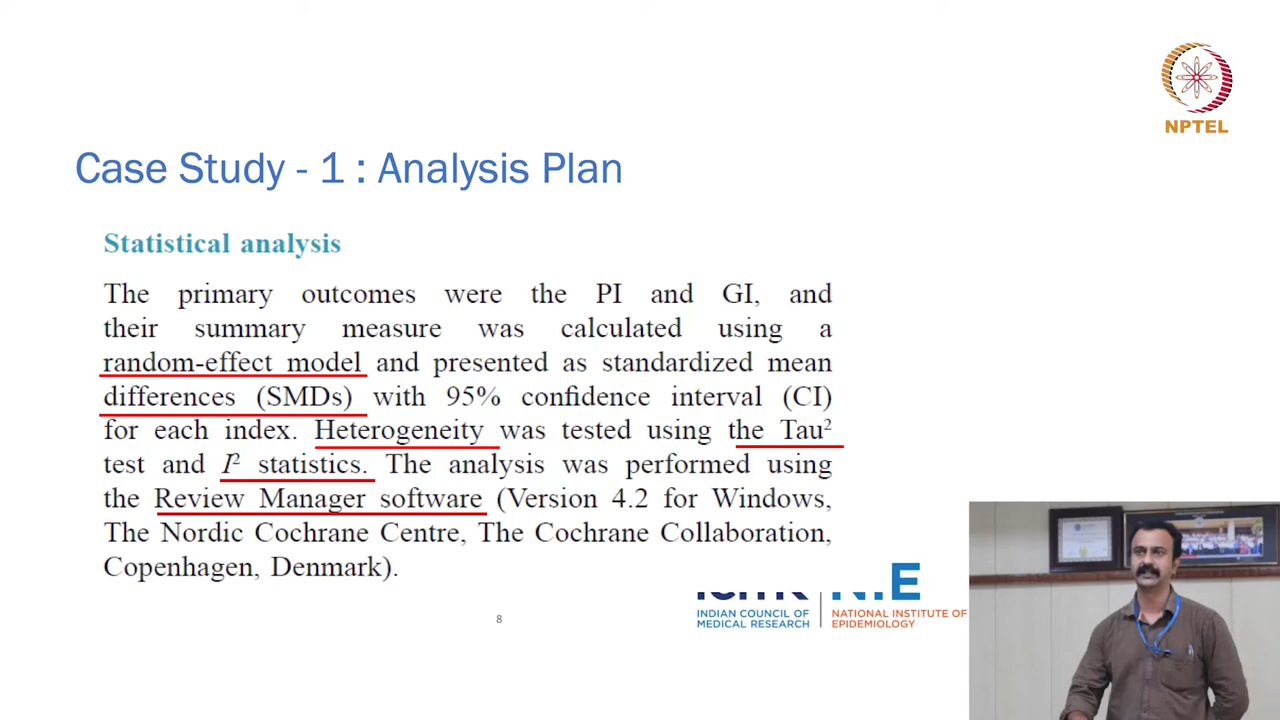 NPTEL
Case Study - 1 : Analysis Plan
Statistical analysis
The primary outcomes were the PI and GI, and
their summary measure was calculated using a
random-effect model and presented as standardized mean
differences (SMDs) with 95% confidence interval (CI)
for each index. Heterogeneity was tested using the Tau²
test and I² statistics. The analysis was performed using
the Review Manager software (Version 4.2 for Windows,
The Nordic Cochrane Centre, The Cochrane Collaboration,
Copenhagen, Denmark).
8
INDIAN COUNCIL OF
MEDICAL RESEARCH
NATIONAL INSTITUTE OF
EPIDEMIOLOGY